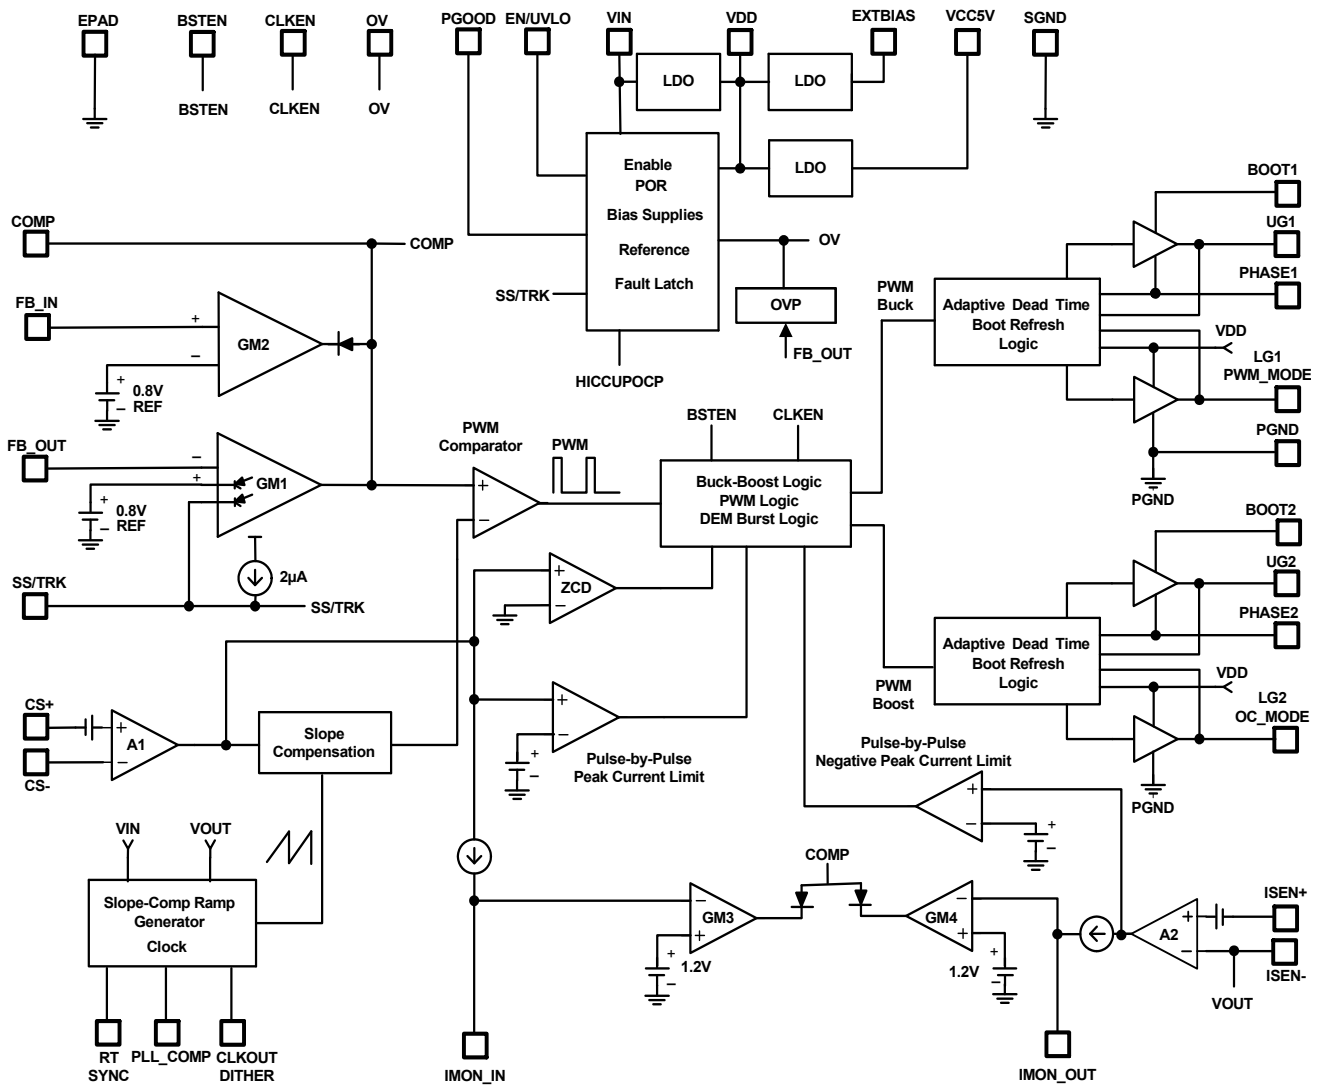 EPAD
BSTEN
CLKEN
OV
PGOOD
EN/UVLO
VIN
VDD
EXTBIAS
VCC5V
SGND
LDO
LDO
BSTEN
CLKEN
OV
LDO
Enable
POR
Bias Supplies
Reference
Fault Latch
OV
SS/TRK
OVP
FB_OUT
HICCUPOCP
COMP
COMP
FB_IN
+
−
GM2
+
−
0.8V
REF
FB_OUT
−
+
GM1
+
−
0.8V
REF
2µA
SS/TRK
SS/TRK
PWM
Comparator
+
−
PWM
BSTEN
CLKEN
Buck-Boost Logic
PWM Logic
DEM Burst Logic
PWM
Buck
BOOT1
UG1
PHASE1
Adaptive Dead Time
Boot Refresh
Logic
VDD
LG1
PWM_MODE
PGND
PGND
BOOT2
UG2
PHASE2
Adaptive Dead Time
Boot Refresh
Logic
PWM
Boost
VDD
LG2
OC_MODE
PGND
+
−
ZCD
CS+
CS-
+
−
A1
Slope
Compensation
+
−
+
−
Pulse-by-Pulse
Peak Current Limit
Pulse-by-Pulse
Negative Peak Current Limit
+
−
+
−
VIN
VOUT
Slope-Comp Ramp
Generator
Clock
RT
SYNC
PLL_COMP
CLKOUT
DITHER
COMP
−
+
GM3
+
−
1.2V
−
+
GM4
+
−
1.2V
+
−
A2
ISEN+
ISEN-
VOUT
IMON_IN
IMON_OUT